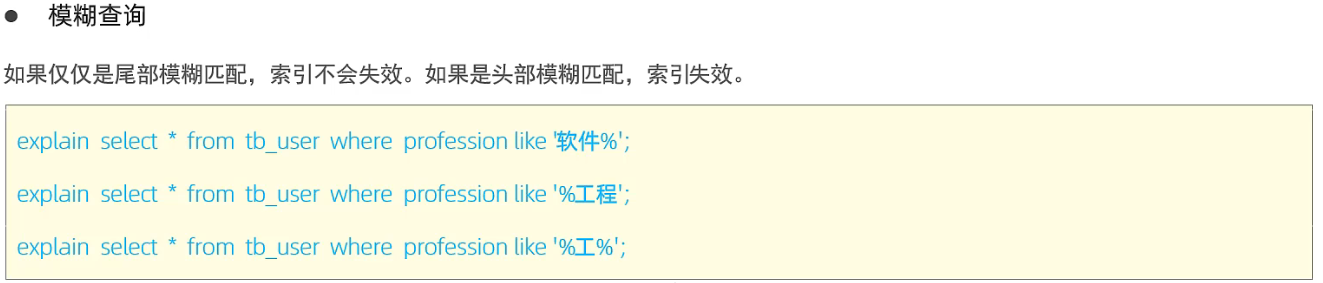 ● 模糊查询
如果仅仅是尾部模糊匹配，索引不会失效。如果是头部模糊匹配，索引失效。
explain select * from tb_user where profession like '软件%';
explain select * from tb_user where profession like '%工程';
explain select * from tb_user where profession like '%工%';